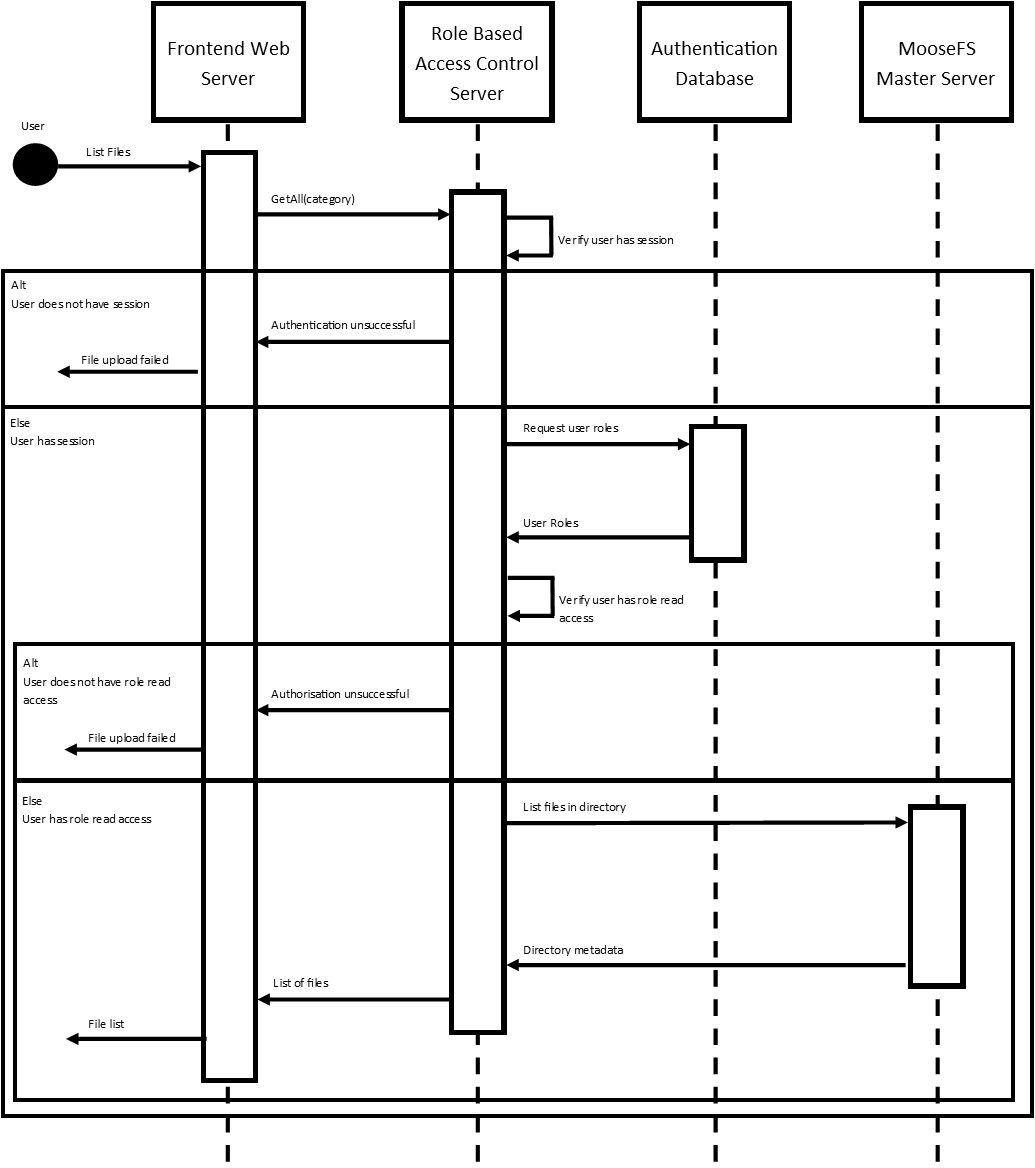 Frontend Web
Server
Role Based
Access Control
Server
Authentication
Database
MooseFS
Master Server
User
List Files
GetAll(category)
Verify user has session
Alt
User does not have session
Authentication unsuccessful
File upload failed
Else
User has session
Request user roles
User Roles
Verify user has role read
access
Alt
User does not have role read
access
Authorisation unsuccessful
File upload failed
Else
User has role read access
List files in directory
Directory metadata
List of files
File list